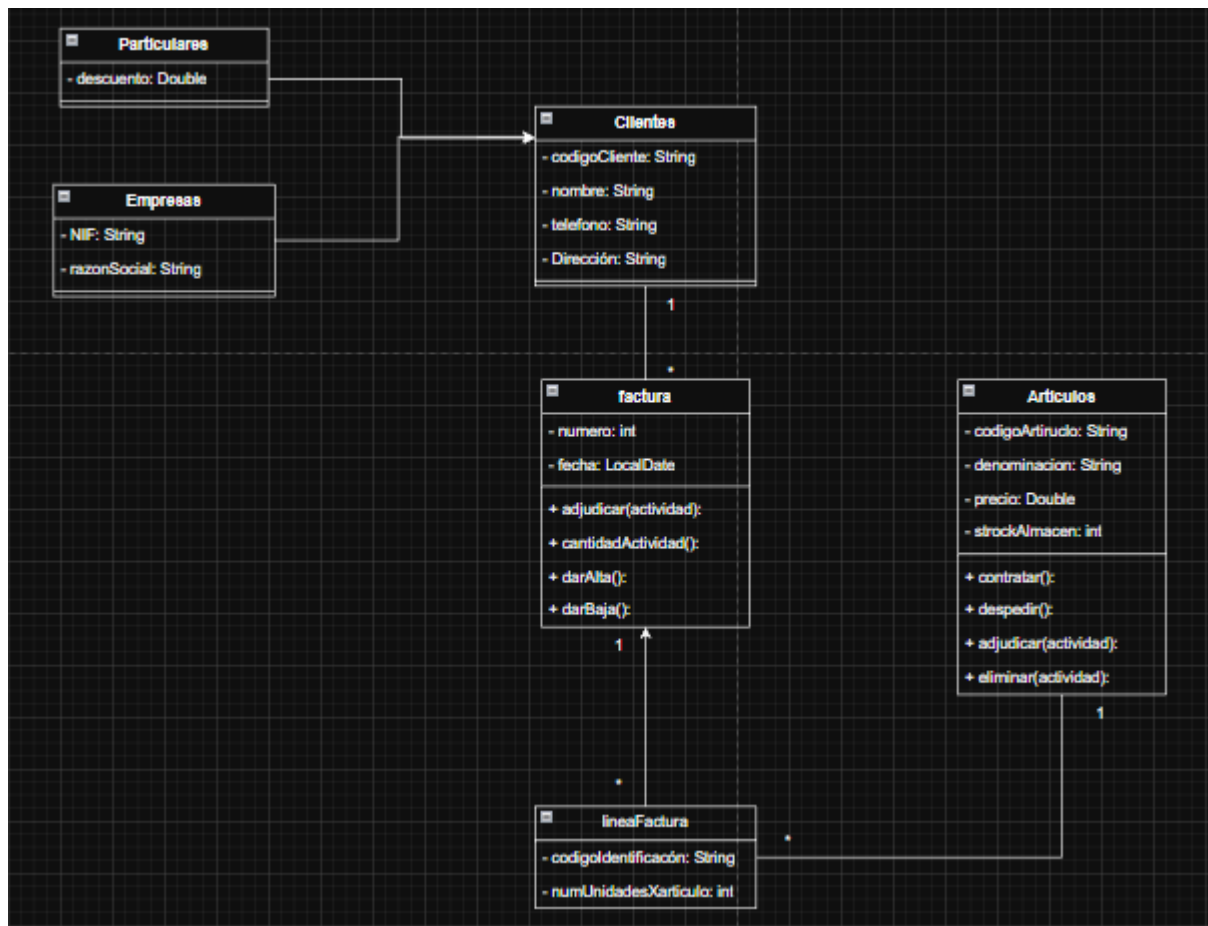 Particulares
- descuento: Double
Empresas
- NIF: String
- razonSocial: String
Clientes
- codigoCliente: String
- nombre: String
- telefono: String
- Dirección: String
1
*
factura
- numero: int
- fecha: LocalDate
+ adjudicar(actividad):
+ cantidadActividad():
+ darAlta():
+ darBaja():
1
*
Articulos
- codigoArtiruclo: String
- denominacion: String
- precio: Double
- strockAlmacen: int
+ contratar():
+ despedir():
+ adjudicar(actividad):
+ eliminar(actividad):
1
*
lineaFactura
- codigoIdentificacón: String
- numUnidadesXarticulo: int